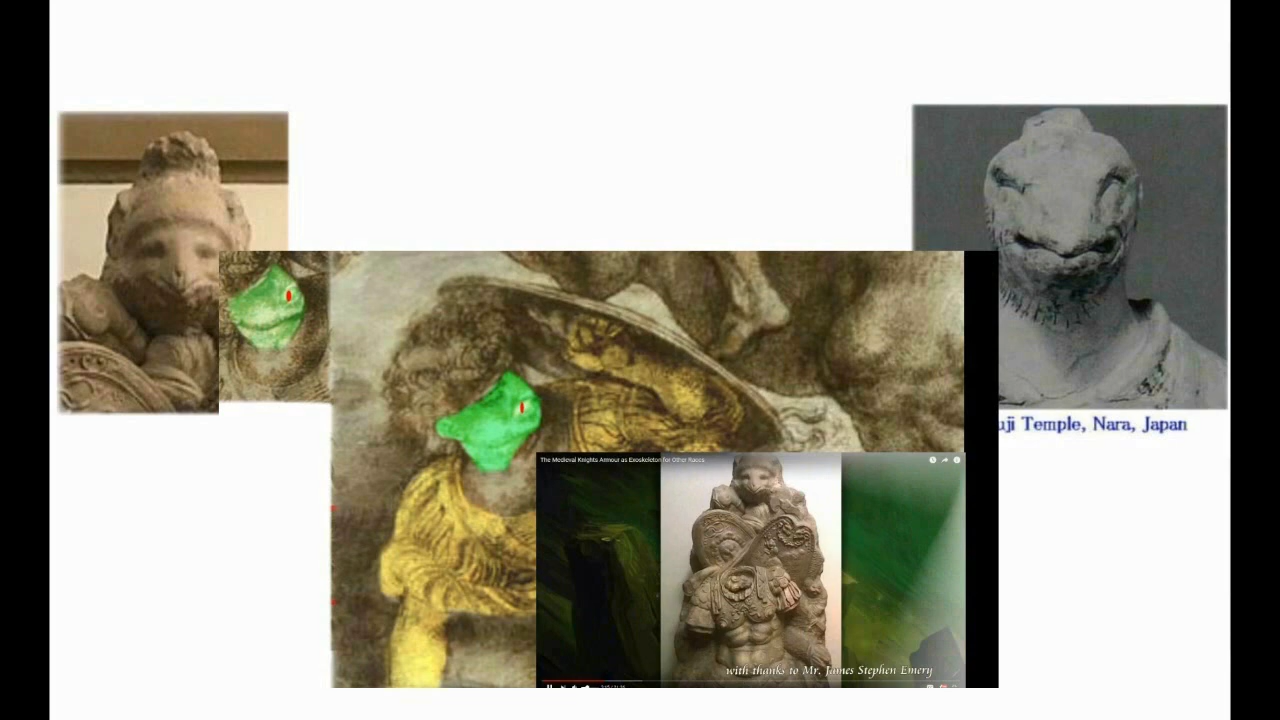 uji Temple, Nara, Japan
The Medieval Knights Armour as Exoskeleton for Other Races
with thanks to Mr. James Stephen Emery